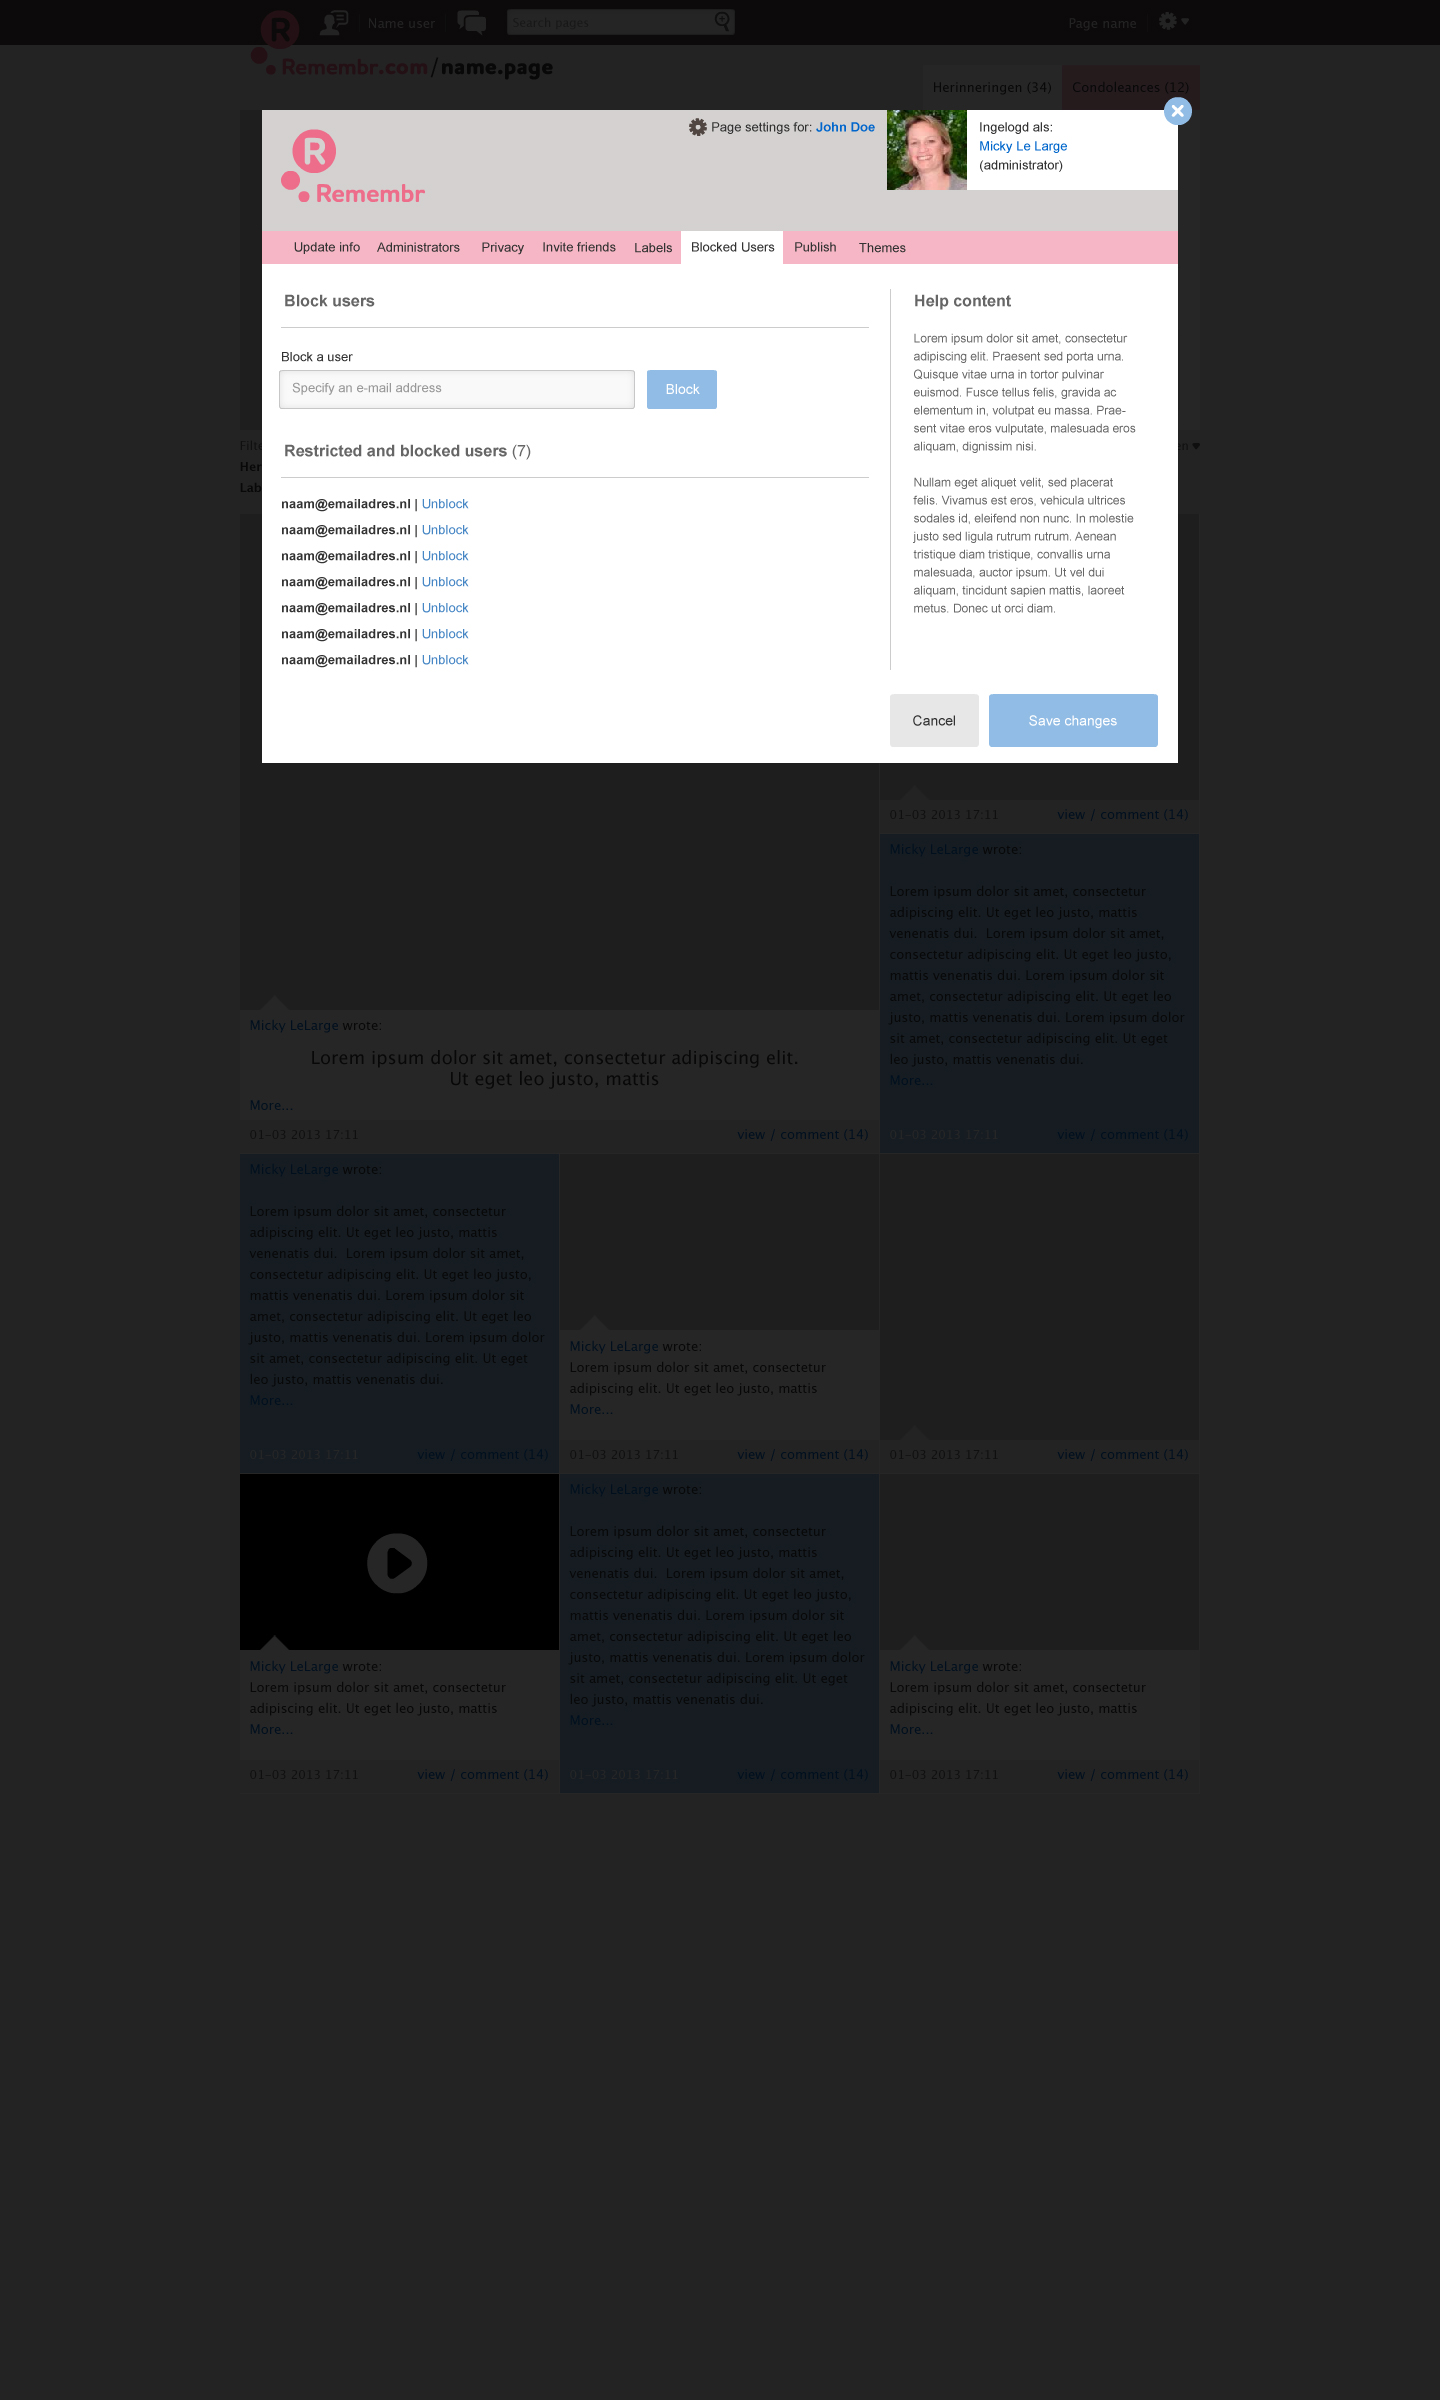 Name user
Search pages
Page name
Remembr.com/name.page
Herinneringen (34)
Condoleances (12)
R
Remembr
Page settings for: John Doe
Ingelogd als:
Micky Le Large
(administrator)
Update info
Administrators
Privacy
Invite friends
Labels
Blocked Users
Publish
Themes
Block users
Block a user
Specify an e-mail address
Block
Restricted and blocked users (7)
naam@emailadres.nl | Unblock
naam@emailadres.nl | Unblock
naam@emailadres.nl | Unblock
naam@emailadres.nl | Unblock
naam@emailadres.nl | Unblock
naam@emailadres.nl | Unblock
naam@emailadres.nl | Unblock
Help content
Lorem ipsum dolor sit amet, consectetur
adipiscing elit. Praesent sed porta urna.
Quisque vitae urna in tortor pulvinar
euismod. Fusce tellus felis, gravida ac
elementum in, volutpat eu massa. Prae-
sent vitae eros vulputate, malesuada eros
aliquam, dignissim nisi.
Nullam eget aliquet velit, sed placerat
felis. Vivamus est eros, vehicula ultrices
sodales id, eleifend non nunc. In molestie
justo sed ligula rutrum rutrum. Aenean
tristique diam tristique, convallis urna
malesuada, auctor ipsum. Ut vel dui
aliquam, tincidunt sapien mattis, laoreet
metus. Donec ut orci diam.
Cancel
Save changes
01-03 2013 17:11
view / comment (14)
Micky LeLarge wrote:
Lorem ipsum dolor sit amet, consectetur
adipiscing elit. Ut eget leo justo, mattis
venenatis dui. Lorem ipsum dolor sit amet,
consectetur adipiscing elit. Ut eget leo justo,
mattis venenatis dui. Lorem ipsum dolor sit
amet, consectetur adipiscing elit. Ut eget leo
justo, mattis venenatis dui. Lorem ipsum dolor
sit amet, consectetur adipiscing elit. Ut eget
leo justo, mattis venenatis dui.
More...
01-03 2013 17:11
view / comment (14)
Micky LeLarge wrote:
Lorem ipsum dolor sit amet, consectetur adipiscing elit.
Ut eget leo justo, mattis
More...
01-03 2013 17:11
view / comment (14)
Micky LeLarge wrote:
Lorem ipsum dolor sit amet, consectetur
adipiscing elit. Ut eget leo justo, mattis
venenatis dui. Lorem ipsum dolor sit amet,
consectetur adipiscing elit. Ut eget leo justo,
mattis venenatis dui. Lorem ipsum dolor sit
amet, consectetur adipiscing elit. Ut eget leo
justo, mattis venenatis dui. Lorem ipsum dolor
sit amet, consectetur adipiscing elit. Ut eget
leo justo, mattis venenatis dui.
More...
01-03 2013 17:11
view / comment (14)
Micky LeLarge wrote:
Lorem ipsum dolor sit amet, consectetur
adipiscing elit. Ut eget leo justo, mattis
More...
01-03 2013 17:11
view / comment (14)
01-03 2013 17:11
view / comment (14)
Micky LeLarge wrote:
Lorem ipsum dolor sit amet, consectetur
adipiscing elit. Ut eget leo justo, mattis
More...
01-03 2013 17:11
view / comment (14)
Micky LeLarge wrote:
Lorem ipsum dolor sit amet, consectetur
adipiscing elit. Ut eget leo justo, mattis
venenatis dui. Lorem ipsum dolor sit amet,
consectetur adipiscing elit. Ut eget leo justo,
mattis venenatis dui. Lorem ipsum dolor sit
amet, consectetur adipiscing elit. Ut eget leo
justo, mattis venenatis dui. Lorem ipsum dolor
sit amet, consectetur adipiscing elit. Ut eget
leo justo, mattis venenatis dui.
More...
01-03 2013 17:11
view / comment (14)
Micky LeLarge wrote:
Lorem ipsum dolor sit amet, consectetur
adipiscing elit. Ut eget leo justo, mattis
More...
01-03 2013 17:11
view / comment (14)